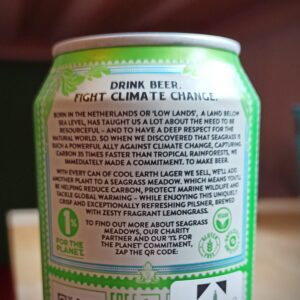 DRINK BEER.
FIGHT CLIMATE CHANGE.
BORN IN THE NETHERLANDS OR 'LOW LANDS', A LAND BELOW
SEA LEVEL, HAS TAUGHT US A LOT ABOUT THE NEED TO BE
RESOURCEFUL – AND TO HAVE A DEEP RESPECT FOR THE
NATURAL WORLD. SO WHEN WE DISCOVERED THAT SEAGRASS IS
SUCH A POWERFUL ALLY AGAINST CLIMATE CHANGE, CAPTURING
CARBON 35 TIMES FASTER THAN TROPICAL RAINFORESTS, WE
IMMEDIATELY MADE A COMMITMENT. TO MAKE BEER.
WITH EVERY CAN OF COOL EARTH LAGER WE SELL, WE'LL ADD
ANOTHER PLANT TO A SEAGRASS MEADOW. WHICH MEANS YOU'LL
BE HELPING REDUCE CARBON, PROTECT MARINE WILDLIFE AND
TACKLE GLOBAL WARMING – WHILE ENJOYING THIS UNIQUELY
CRISP AND EXCEPTIONALLY REFRESHING PILSNER, BREWED
WITH ZESTY FRAGRANT LEMONGRASS.
1%
FOR THE
PLANET
TO FIND OUT MORE ABOUT SEAGRASS
MEADOWS, OUR CHARITY
PARTNER AND OUR '1% FOR
THE PLANET' COMMITMENT,
ZAP THE QR CODE:
VEGAN